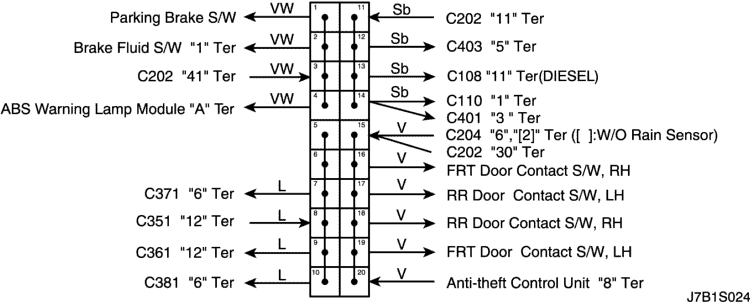 Parking Brake S/W VW 1 11 Sb C202 "11" Ter
Brake Fluid S/W "1" Ter VW 2 12 Sb C403 "5" Ter
C202 "41" Ter VW 3 13 Sb C108 "11" Ter(DIESEL)
ABS Warning Lamp Module "A" Ter VW 4 14 Sb C110 "1" Ter
C401 "3 " Ter
5 15 V C204 "6","[2]" Ter ([ ]:W/O Rain Sensor)
C202 "30" Ter
6 16 V FRT Door Contact S/W, RH
C371 "6" Ter L 7 17 V RR Door Contact S/W, LH
C351 "12" Ter L 8 18 V RR Door Contact S/W, RH
C361 "12" Ter L 9 19 V FRT Door Contact S/W, LH
C381 "6" Ter L 10 20 V Anti-theft Control Unit "8" Ter
J7B1S024